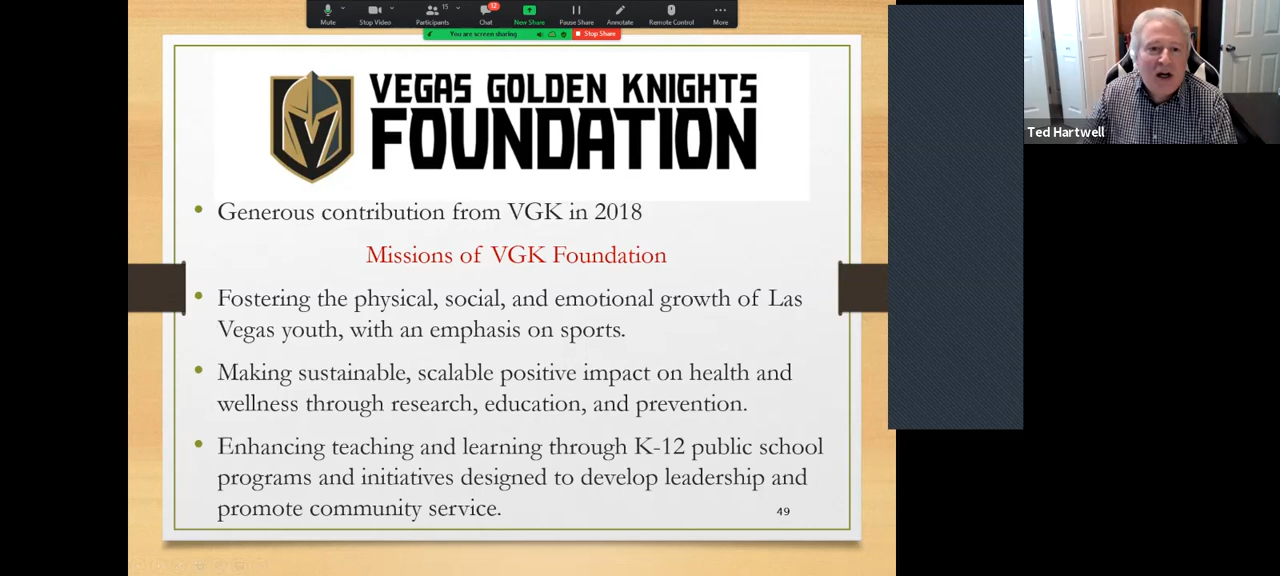 Mute
Stop Video
Participants
15
Chat
12
New Share
Pause Share
Annotate
Remote Control
More
You are screen sharing
Stop Share
VEGAS GOLDEN KNIGHTS
FOUNDATION
• Generous contribution from VGK in 2018
Missions of VGK Foundation
• Fostering the physical, social, and emotional growth of Las
Vegas youth, with an emphasis on sports.
• Making sustainable, scalable positive impact on health and
wellness through research, education, and prevention.
• Enhancing teaching and learning through K-12 public school
programs and initiatives designed to develop leadership and
promote community service.
49
Ted Hartwell